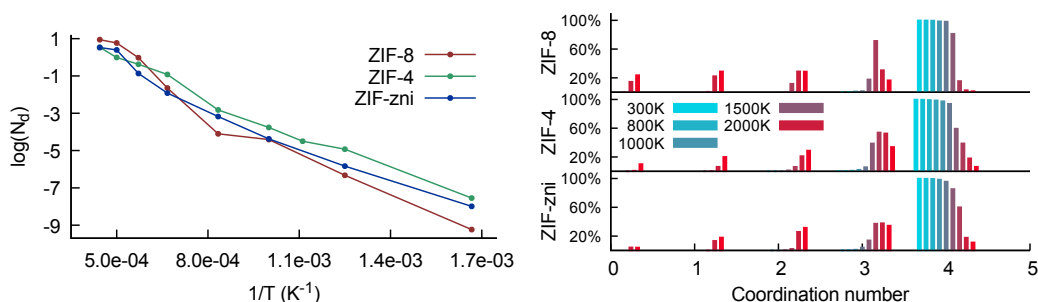 log(N_d)
1
-1
-3
-5
-7
-9
ZIF-8
ZIF-4
ZIF-zni
5.0e-04 8.0e-04 1.1e-03 1.4e-03 1.7e-03
1/T (K⁻¹)
ZIF-8
100%
60%
20%
ZIF-4
100%
60%
20%
300K 1500K
800K 2000K
1000K
ZIF-zni
100%
60%
20%
0 1 2 3 4 5
Coordination number